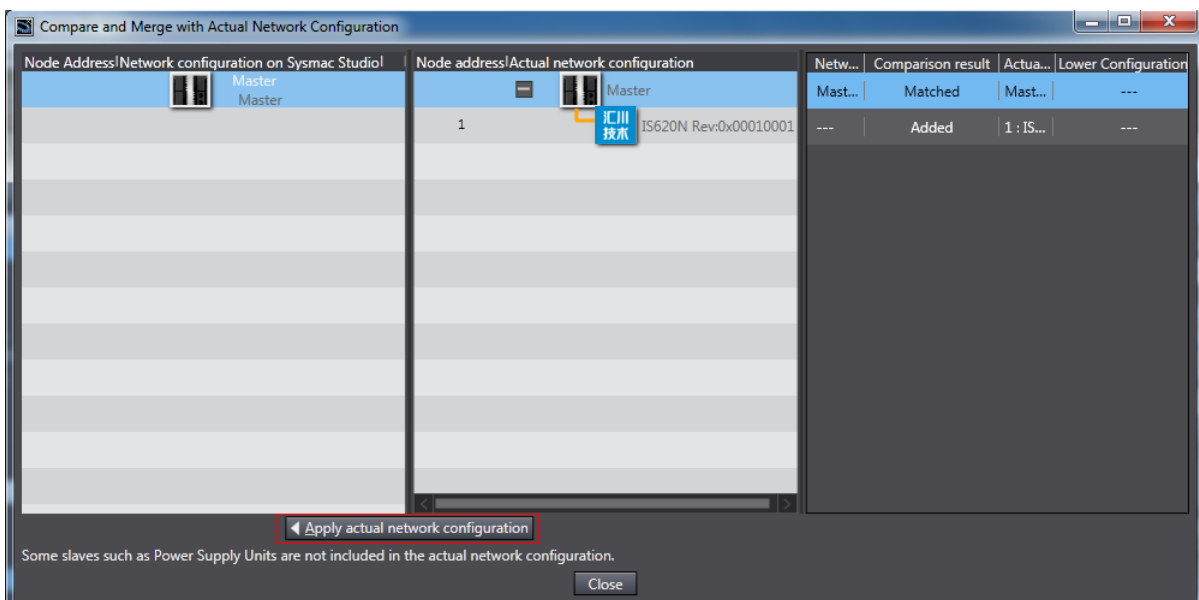 Compare and Merge with Actual Network Configuration
Node Address|Network configuration on Sysmac Studio|
Master
Master
Node address|Actual network configuration
Master
1
汇川
技术
IS620N Rev:0x00010001
Netw... Comparison result Actua... Lower Configuration
Mast... Matched Mast... ---
--- Added 1 : IS... ---
Apply actual network configuration
Some slaves such as Power Supply Units are not included in the actual network configuration.
Close